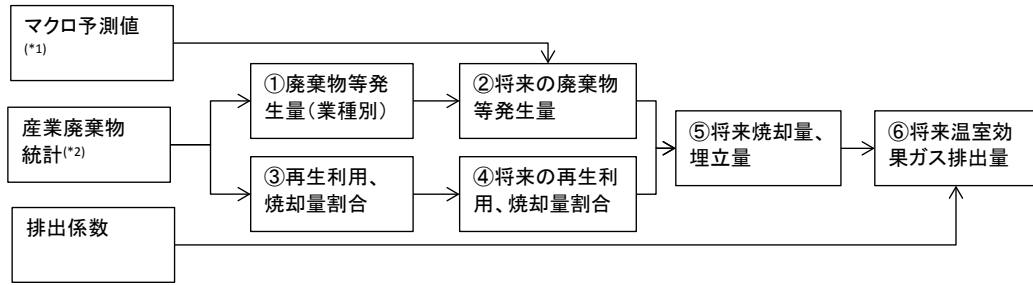 マクロ予測値
(*1)
①廃棄物等発
生量(業種別)
②将来の廃棄物
等発生量
産業廃棄物
統計(*2)
⑤将来焼却量、
埋立量
⑥将来温室効
果ガス排出量
③再生利用、
焼却量割合
④将来の再生利
用、焼却量割合
排出係数